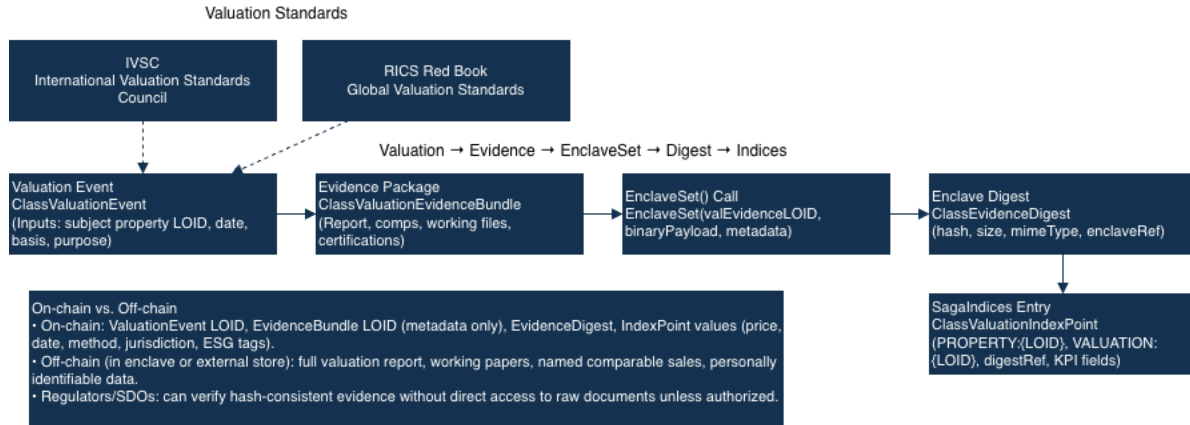 Valuation Standards
IVSC
International Valuation Standards
Council
RICS Red Book
Global Valuation Standards
Valuation → Evidence → EnclaveSet → Digest → Indices
Valuation Event
ClassValuationEvent
(Inputs: subject property LOID, date,
basis, purpose)
Evidence Package
ClassValuationEvidenceBundle
(Report, comps, working files,
certifications)
EnclaveSet() Call
EnclaveSet(valEvidenceLOID,
binaryPayload, metadata)
Enclave Digest
ClassEvidenceDigest
(hash, size, mimeType, enclaveRef)
SagaIndices Entry
ClassValuationIndexPoint
(PROPERTY:{LOID}, VALUATION:
{LOID}, digestRef, KPI fields)
On-chain vs. Off-chain
• On-chain: ValuationEvent LOID, EvidenceBundle LOID (metadata only), EvidenceDigest, IndexPoint values (price,
date, method, jurisdiction, ESG tags).
• Off-chain (in enclave or external store): full valuation report, working papers, named comparable sales, personally
identifiable data.
• Regulators/SDOs: can verify hash-consistent evidence without direct access to raw documents unless authorized.